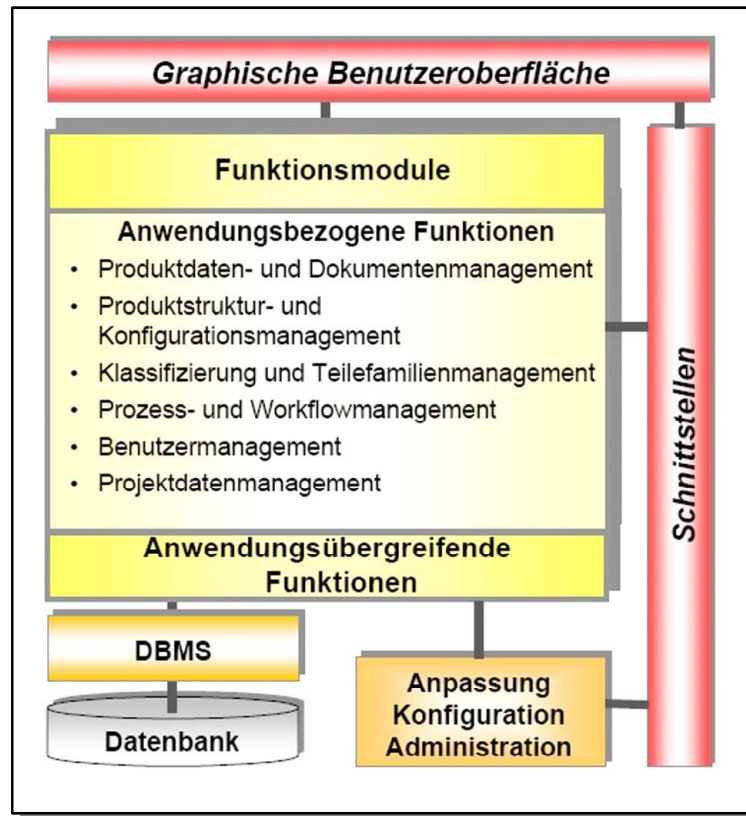 Graphische Benutzeroberfläche
Funktionsmodule
Anwendungsbezogene Funktionen
• Produktdaten- und Dokumentenmanagement
• Produktstruktur- und
Konfigurationsmanagement
• Klassifizierung und Teilefamilienmanagement
• Prozess- und Workflowmanagement
• Benutzermanagement
• Projektdatenmanagement
Anwendungsübergreifende
Funktionen
Schnittstellen
DBMS
Datenbank
Anpassung
Konfiguration
Administration